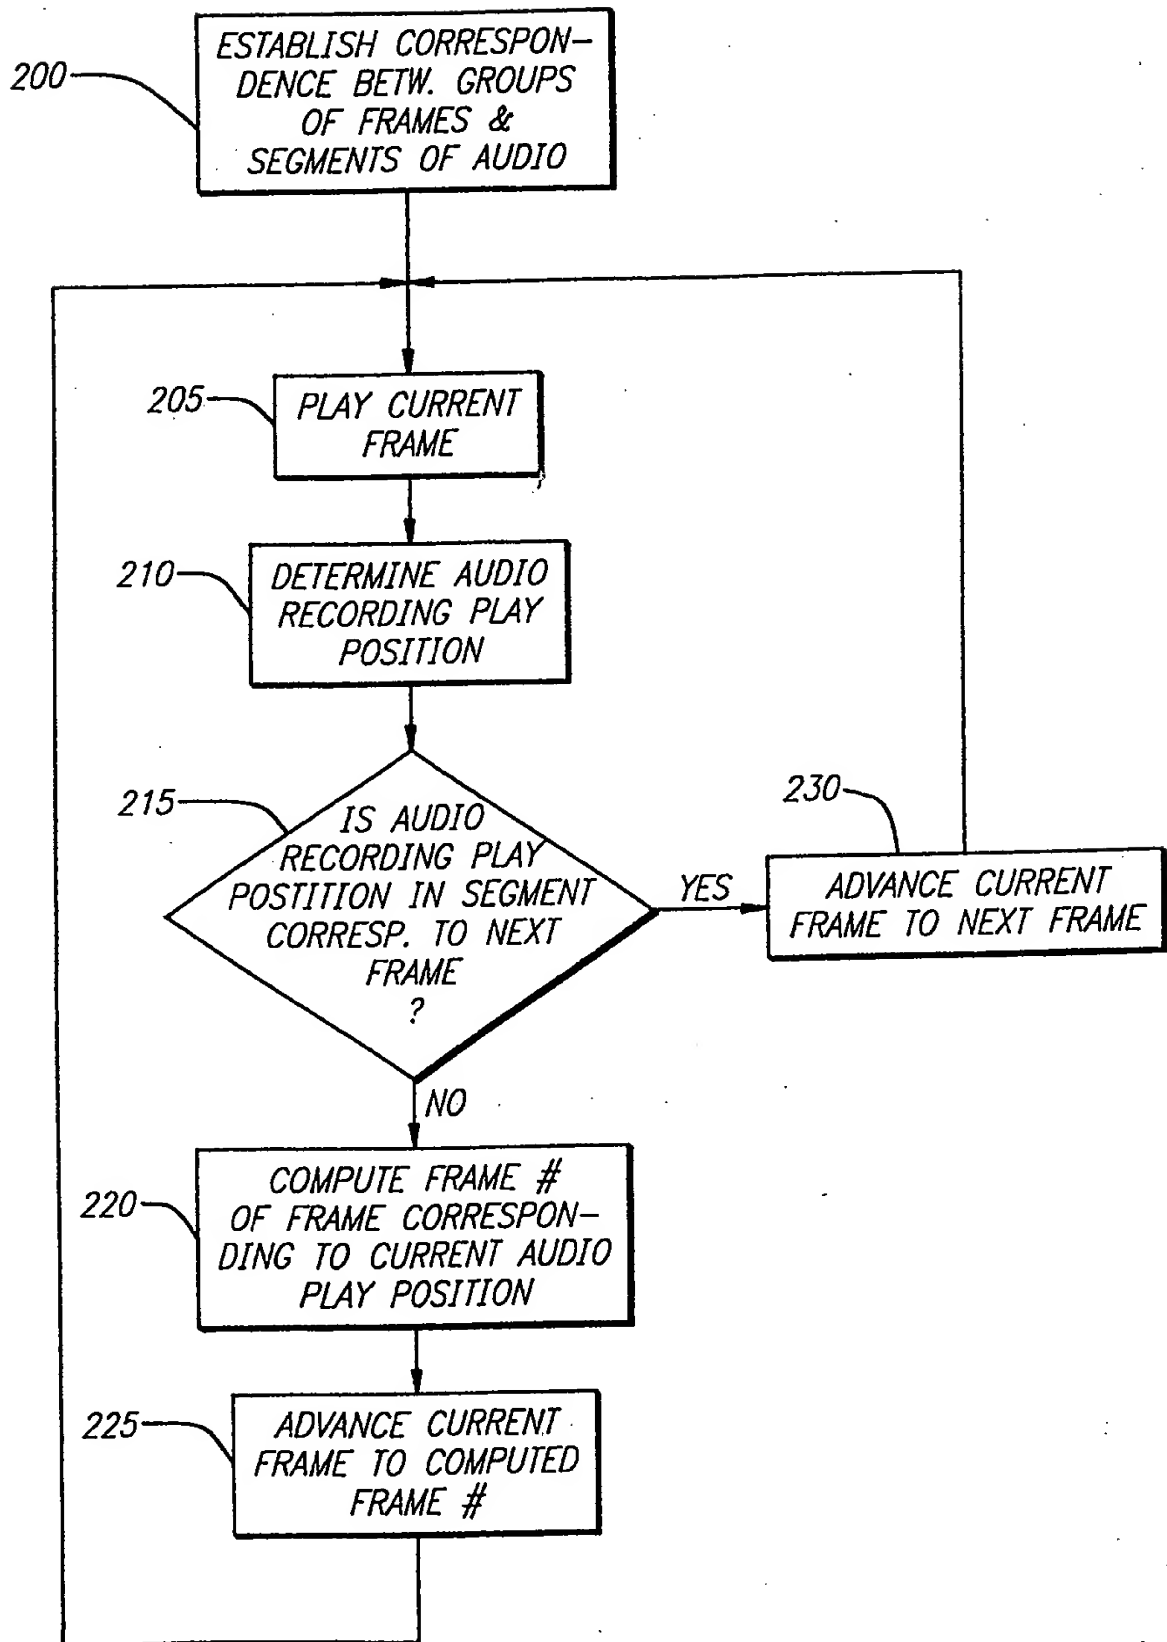 200
ESTABLISH CORRESPON-
DENCE BETW. GROUPS
OF FRAMES &
SEGMENTS OF AUDIO
205
PLAY CURRENT
FRAME
210
DETERMINE AUDIO
RECORDING PLAY
POSITION
215
IS AUDIO
RECORDING PLAY
POSTITION IN SEGMENT
CORRESP. TO NEXT
FRAME
?
YES
230
ADVANCE CURRENT
FRAME TO NEXT FRAME
NO
220
COMPUTE FRAME #
OF FRAME CORRESPON-
DING TO CURRENT AUDIO
PLAY POSITION
225
ADVANCE CURRENT
FRAME TO COMPUTED
FRAME #